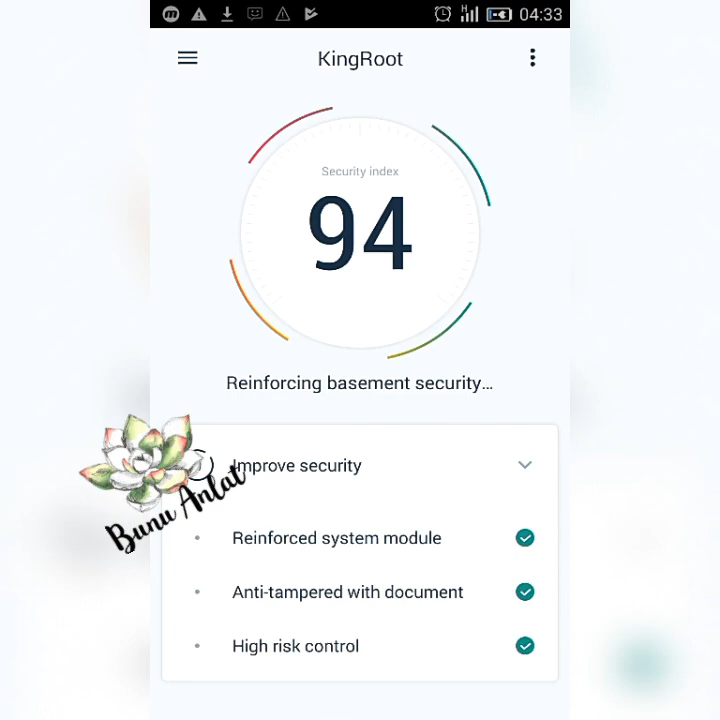 H
04:33
KingRoot
Security index
94
Reinforcing basement security...
Improve security
Bunu Anlat
Reinforced system module
Anti-tampered with document
High risk control